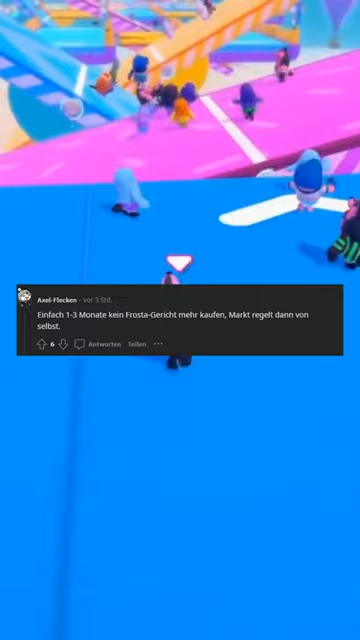 Axel-Flecken · vor 3 Std.
Einfach 1-3 Monate kein Frosta-Gericht mehr kaufen, Markt regelt dann von
selbst.
6 Antworten Teilen ···